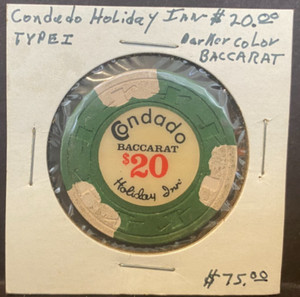 Condado Holiday Inn $20.00
TYPE I Darker color
BACCARAT
Condado
BACCARAT
$20
Holiday Inn
$75.00